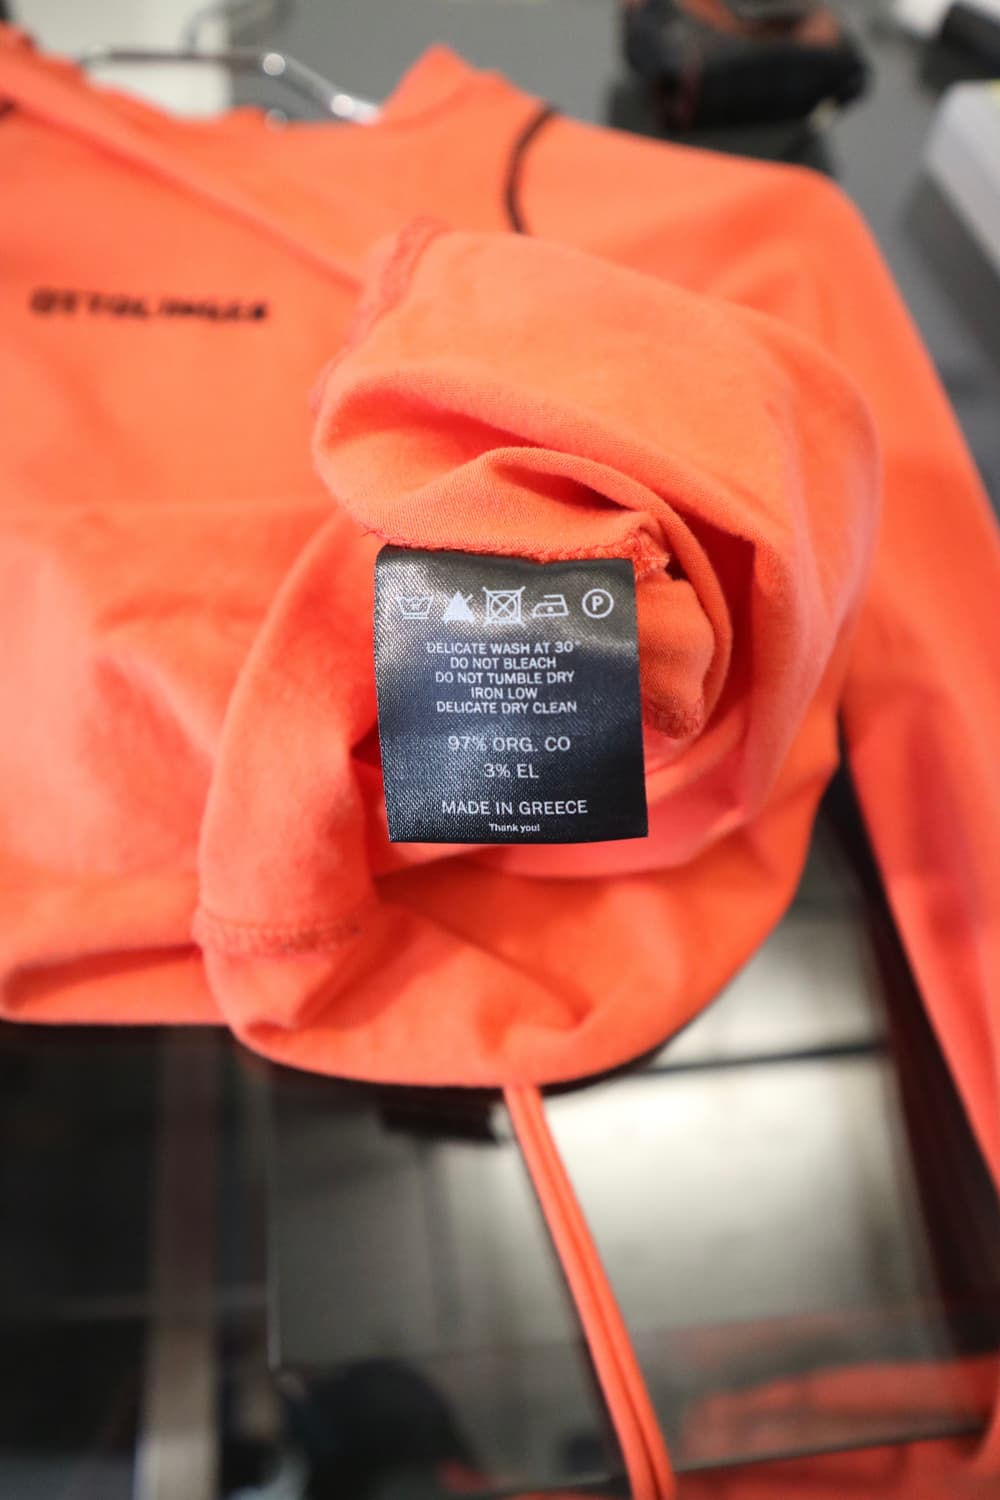 OTTOLINGER
P
DELICATE WASH AT 30°
DO NOT BLEACH
DO NOT TUMBLE DRY
IRON LOW
DELICATE DRY CLEAN
97% ORG. CO
3% EL
MADE IN GREECE
Thank you!